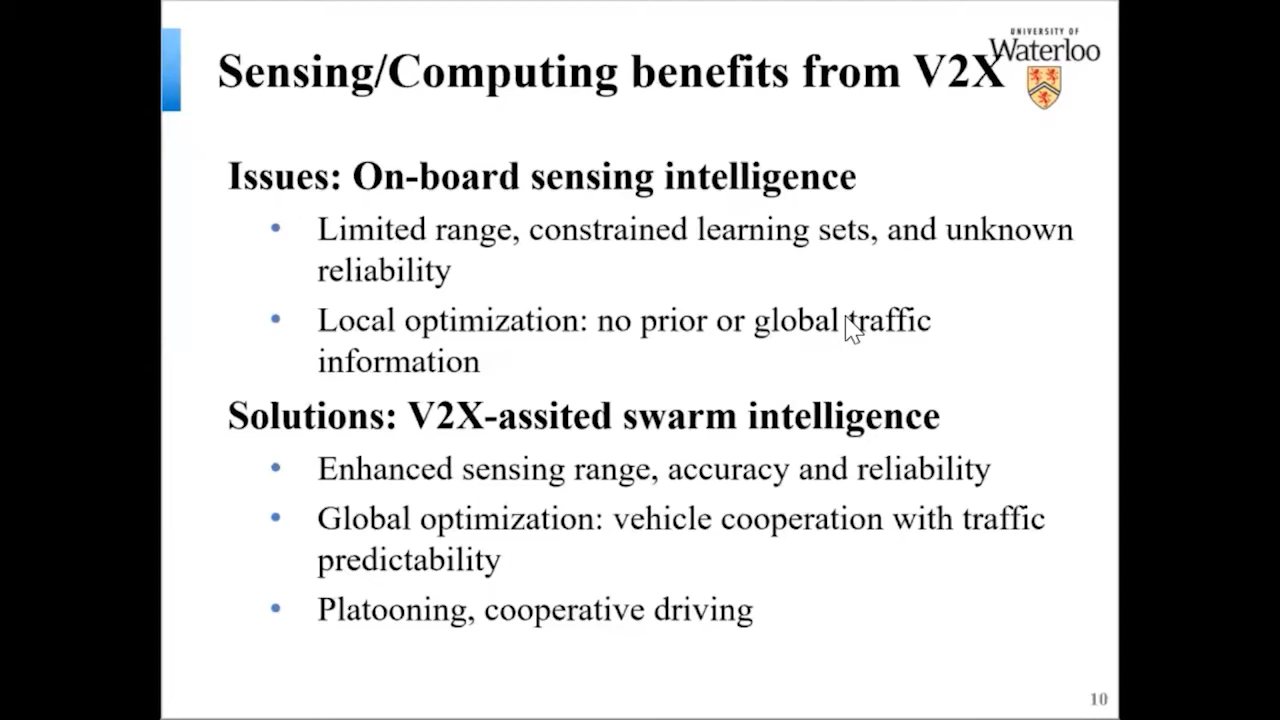 UNIVERSITY OF
Waterloo
Sensing/Computing benefits from V2X
Issues: On-board sensing intelligence
• Limited range, constrained learning sets, and unknown
reliability
• Local optimization: no prior or global traffic
information
Solutions: V2X-assited swarm intelligence
• Enhanced sensing range, accuracy and reliability
• Global optimization: vehicle cooperation with traffic
predictability
• Platooning, cooperative driving
10